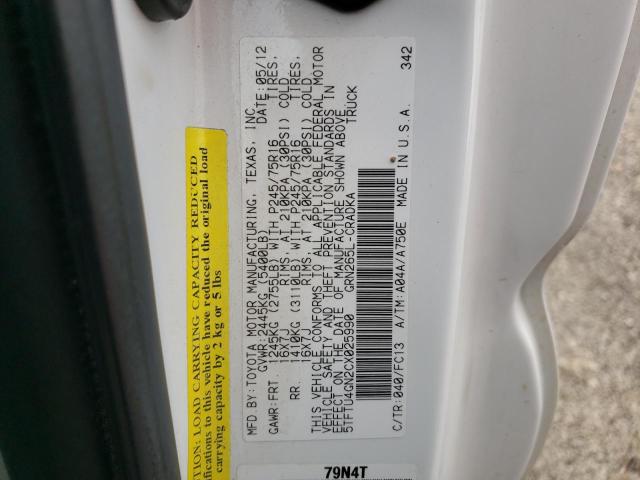 MFD.BY:TOYOTA MOTOR MANUFACTURING, TEXAS, INC.
GVWR:2445KG(5400LB) DATE:05/12
GAWR:FRT. 1245KG (2755LB) WITH P245/75R16 TIRES,
16X7J RIMS, AT 210KPA (30PSI) COLD
RR. 1410KG (3110LB) WITH P245/75R16 TIRES,
16X7J RIMS, AT 210KPA (30PSI) COLD
THIS VEHICLE CONFORMS TO ALL APPLICABLE FEDERAL MOTOR
VEHICLE SAFETY AND THEFT PREVENTION STANDARDS IN
EFFECT ON THE DATE OF MANUFACTURE SHOWN ABOVE.
5TFTU4GN2CX025990 GRN265L-CRADKA TRUCK
C/TR:040/FC13 A/TM:A04A/A750E MADE IN U.S.A. 342
TION: LOAD CARRYING CAPACITY REDUCED
ifications to this vehicle have reduced the original load
carrying capacity by 2 kg or 5 lbs
79N4T